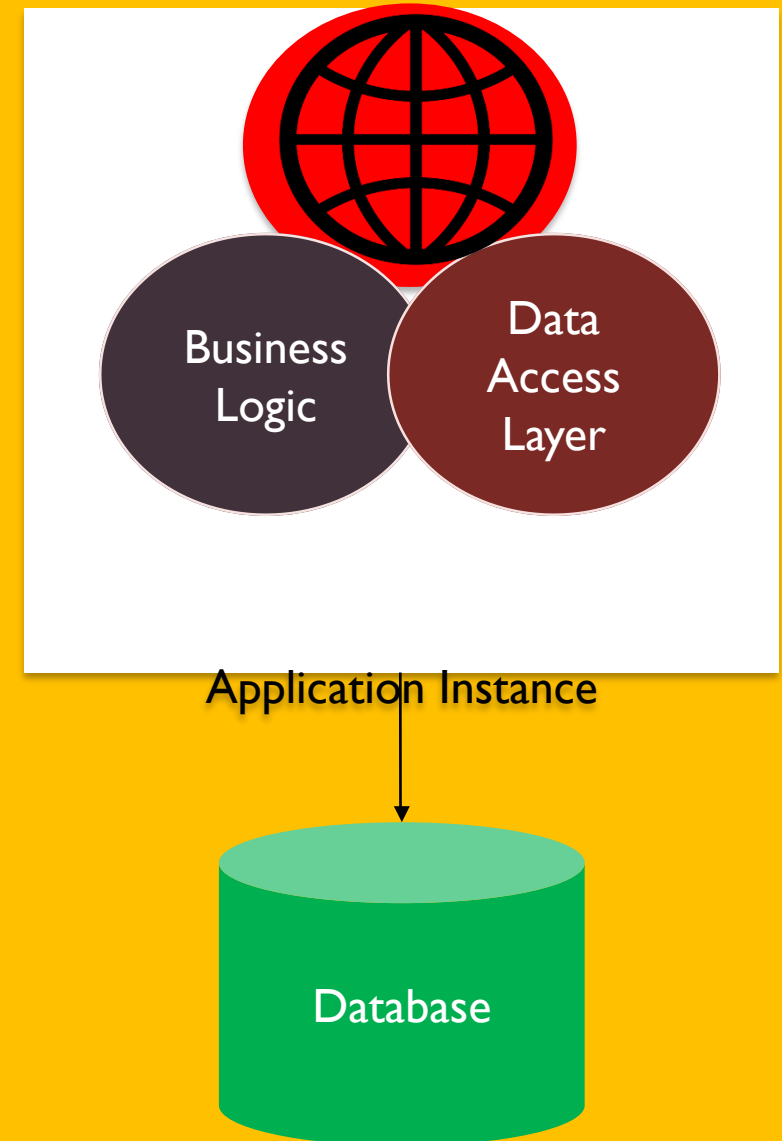 Business
Logic
Data
Access
Layer
Application Instance
Database